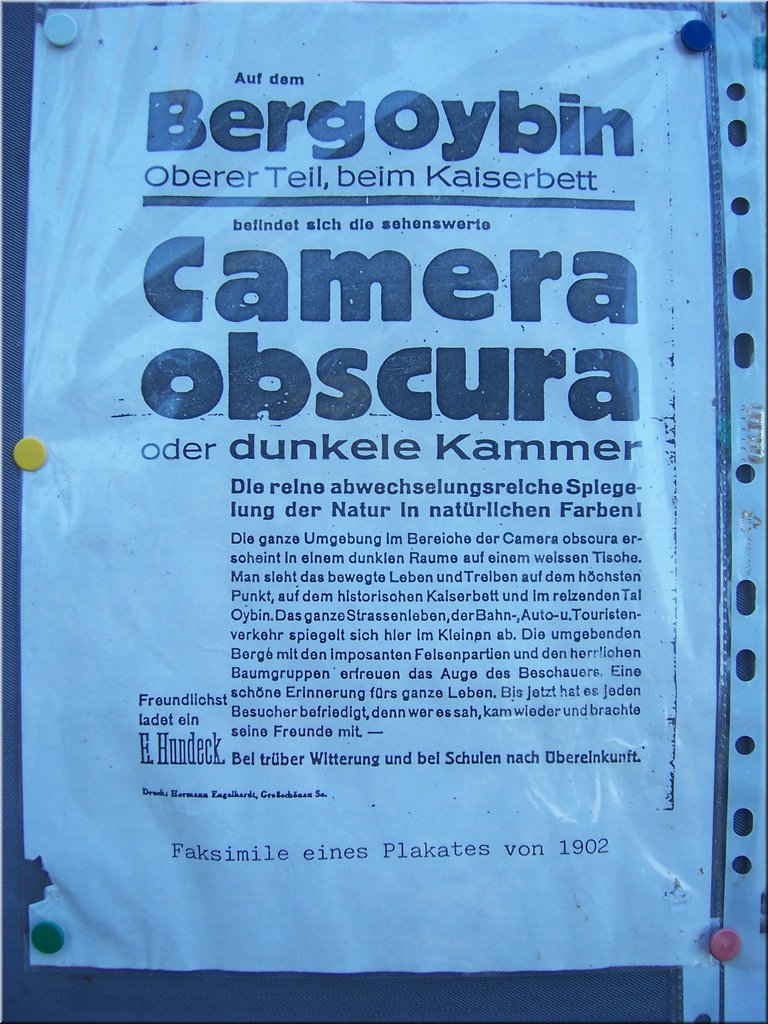 Auf dem
Berg Oybin
Oberer Teil, beim Kaiserbett
befindet sich die sehenswerte
Camera
obscura
oder dunkele Kammer
Die reine abwechselungsreiche Spiege-
lung der Natur in natürlichen Farben!
Die ganze Umgebung im Bereiche der Camera obscura er-
scheint in einem dunklen Raume auf einem weissen Tische.
Man sieht das bewegte Leben und Treiben auf dem höchsten
Punkt, auf dem historischen Kaiserbett und im reizenden Tal
Oybin. Das ganze Strassenleben, der Bahn-, Auto- u. Touristen-
verkehr spiegelt sich hier im Kleinen ab. Die umgebenden
Berge mit den imposanten Felsenpartien und den herrlichen
Baumgruppen erfreuen das Auge des Beschauers. Eine
schöne Erinnerung fürs ganze Leben. Bis jetzt hat es jeden
Besucher befriedigt, denn wer es sah, kam wieder und brachte
seine Freunde mit. —
Freundlichst
ladet ein
E. Hundeck.
Bei trüber Witterung und bei Schulen nach Übereinkunft.
Druck: Hermann Engelhardt, Großschönau Sa.
Faksimile eines Plakates von 1902